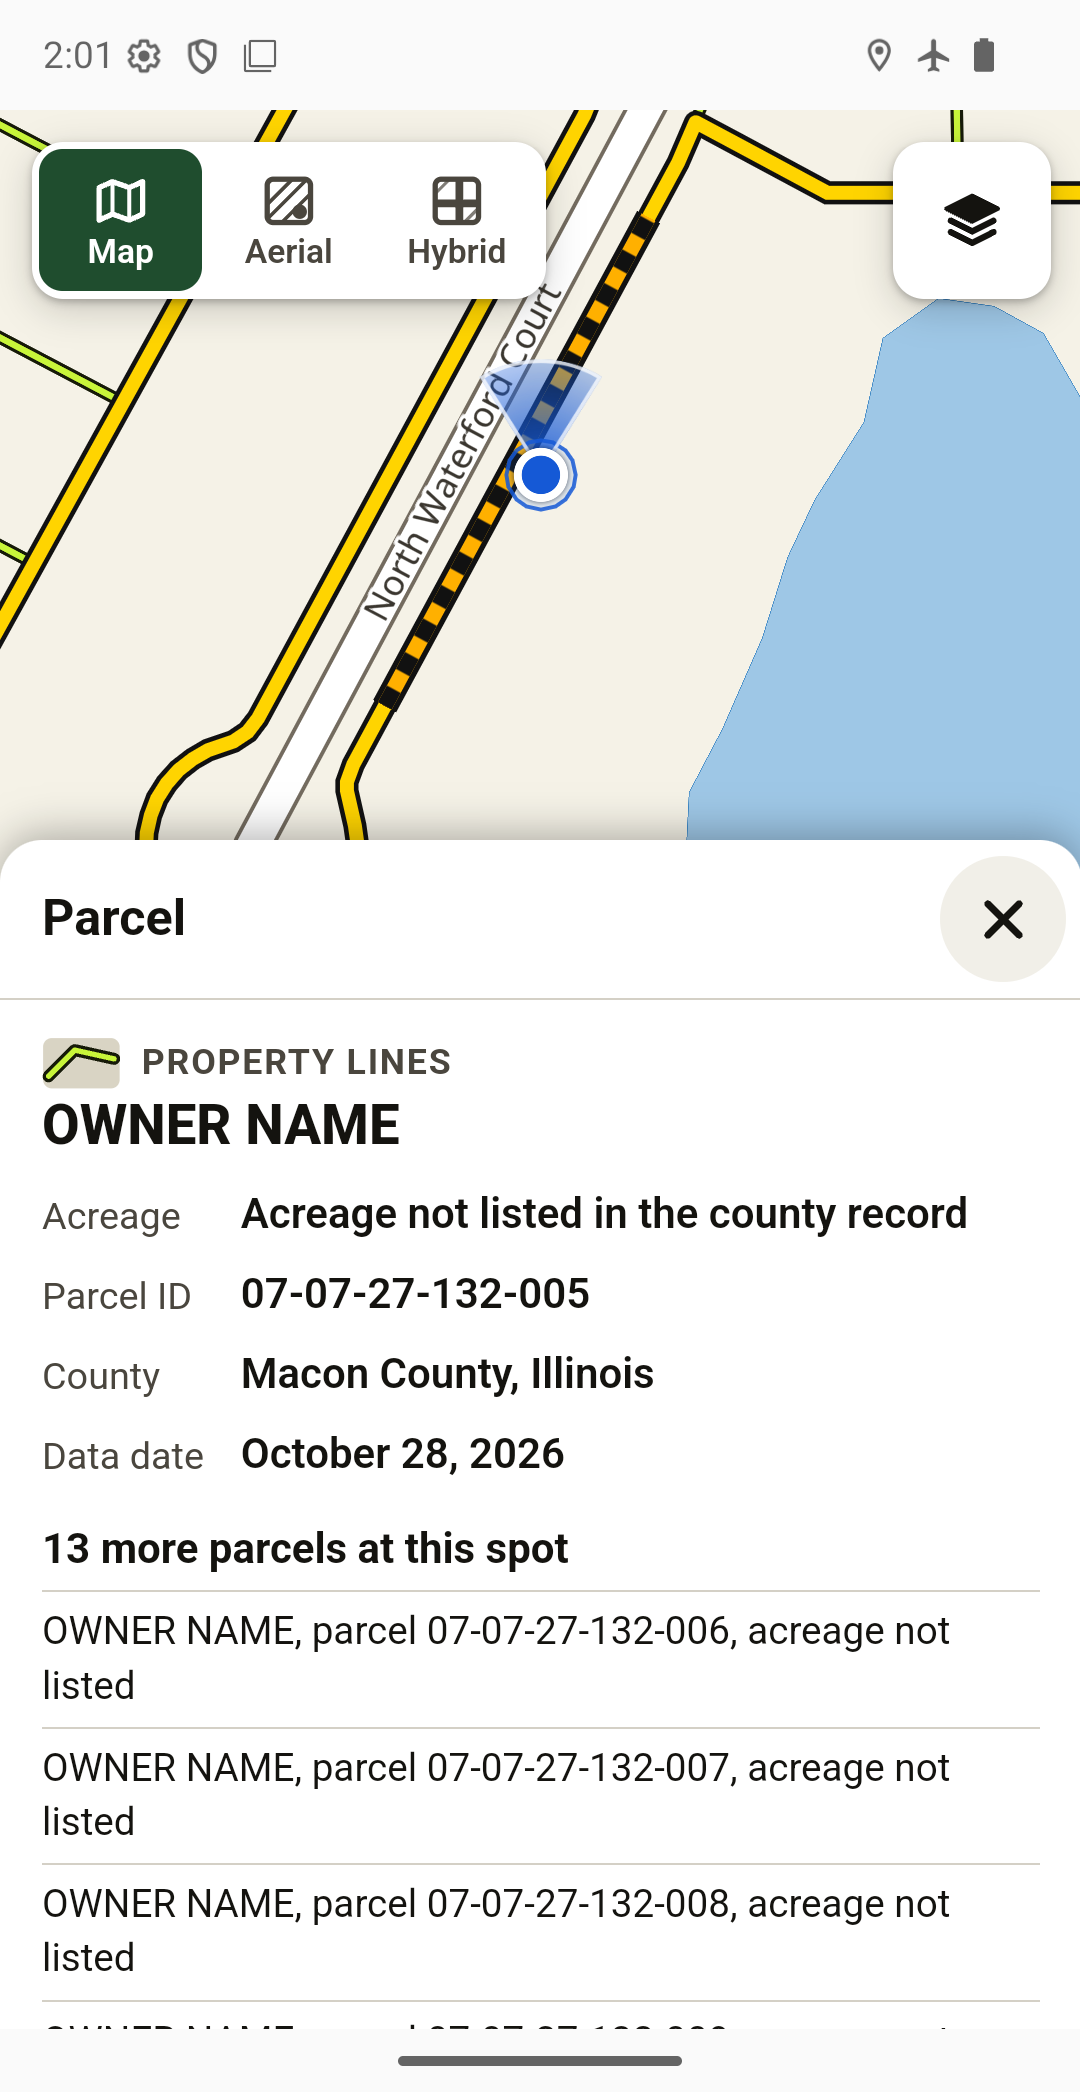 2:01
Map
Aerial
Hybrid
North Waterford Court
Parcel
PROPERTY LINES
OWNER NAME
Acreage Acreage not listed in the county record
Parcel ID 07-07-27-132-005
County Macon County, Illinois
Data date October 28, 2026
13 more parcels at this spot
OWNER NAME, parcel 07-07-27-132-006, acreage not
listed
OWNER NAME, parcel 07-07-27-132-007, acreage not
listed
OWNER NAME, parcel 07-07-27-132-008, acreage not
listed